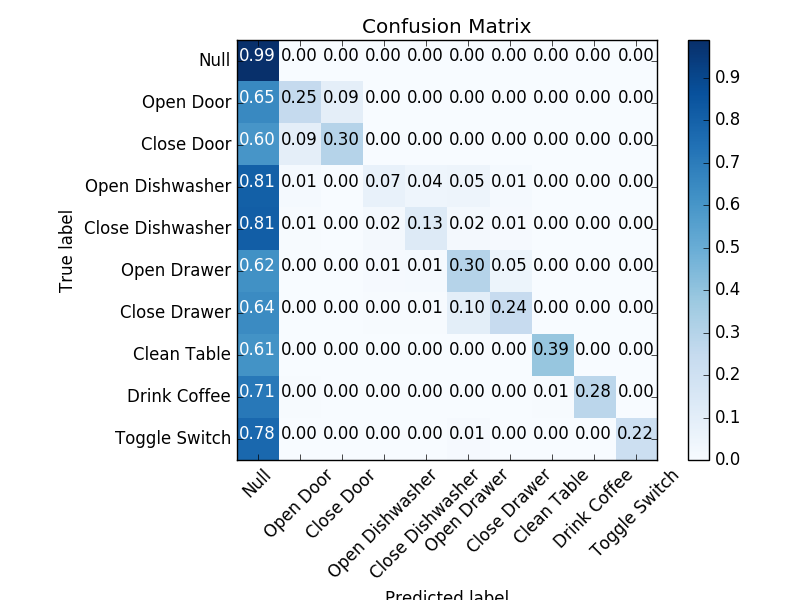 Confusion Matrix
True label
Null 0.99 0.00 0.00 0.00 0.00 0.00 0.00 0.00 0.00 0.00
Open Door 0.65 0.25 0.09 0.00 0.00 0.00 0.00 0.00 0.00 0.00
Close Door 0.60 0.09 0.30 0.00 0.00 0.00 0.00 0.00 0.00 0.00
Open Dishwasher 0.81 0.01 0.00 0.07 0.04 0.05 0.01 0.00 0.00 0.00
Close Dishwasher 0.81 0.01 0.00 0.02 0.13 0.02 0.01 0.00 0.00 0.00
Open Drawer 0.62 0.00 0.00 0.01 0.01 0.30 0.05 0.00 0.00 0.00
Close Drawer 0.64 0.00 0.00 0.00 0.01 0.10 0.24 0.00 0.00 0.00
Clean Table 0.61 0.00 0.00 0.00 0.00 0.00 0.00 0.39 0.00 0.00
Drink Coffee 0.71 0.00 0.00 0.00 0.00 0.00 0.00 0.01 0.28 0.00
Toggle Switch 0.78 0.00 0.00 0.00 0.00 0.01 0.00 0.00 0.00 0.22
Null
Open Door
Close Door
Open Dishwasher
Close Dishwasher
Open Drawer
Close Drawer
Clean Table
Drink Coffee
Toggle Switch
Predicted label
0.9
0.8
0.7
0.6
0.5
0.4
0.3
0.2
0.1
0.0